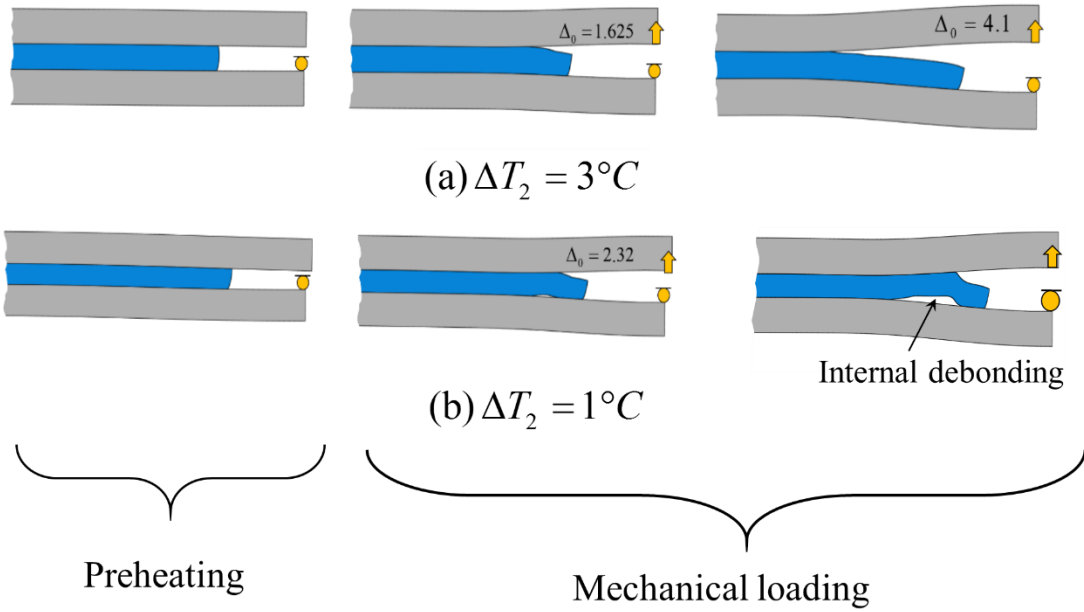 Δ₀ = 1.625
Δ₀ = 4.1
(a) ΔT₂ = 3°C
Δ₀ = 2.32
Internal debonding
(b) ΔT₂ = 1°C
Preheating
Mechanical loading